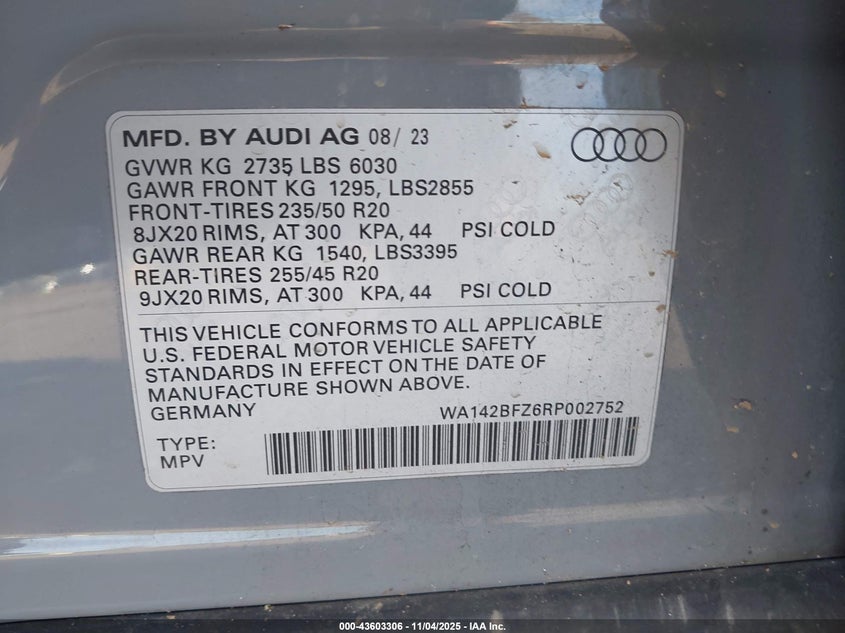 MFD. BY AUDI AG 08/ 23
GVWR KG 2735 LBS 6030
GAWR FRONT KG 1295, LBS2855
FRONT-TIRES 235/50 R20
8JX20 RIMS, AT 300 KPA, 44 PSI COLD
GAWR REAR KG 1540, LBS3395
REAR-TIRES 255/45 R20
9JX20 RIMS, AT 300 KPA, 44 PSI COLD
THIS VEHICLE CONFORMS TO ALL APPLICABLE
U.S. FEDERAL MOTOR VEHICLE SAFETY
STANDARDS IN EFFECT ON THE DATE OF
MANUFACTURE SHOWN ABOVE.
GERMANY WA142BFZ6RP002752
TYPE:
MPV
000-43603306 - 11/04/2025 - IAA Inc.